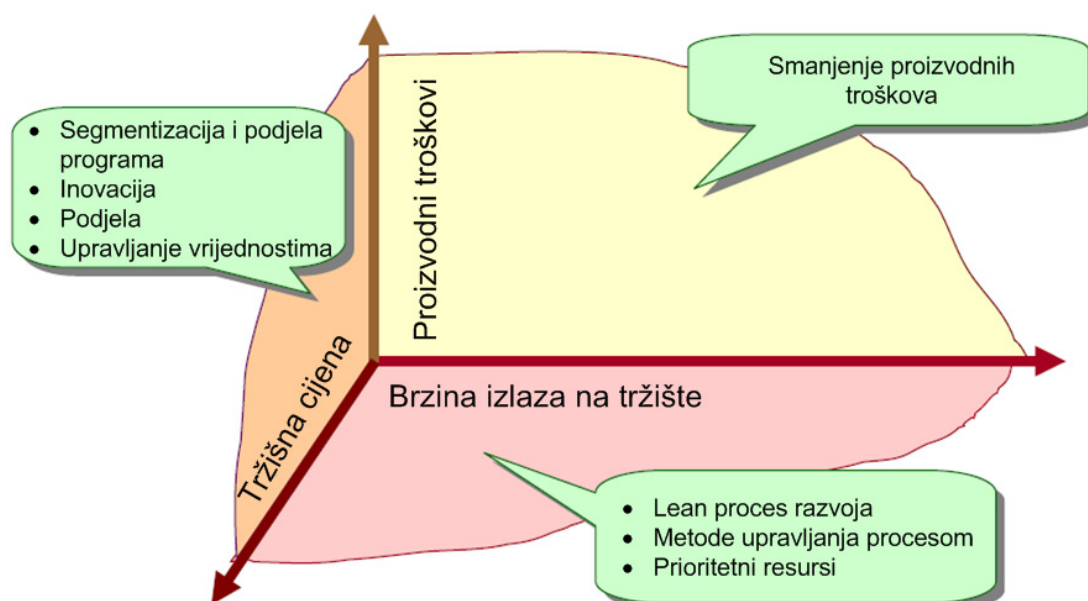 Smanjenje proizvodnih
troškova
• Segmentizacija i podjela
programa
• Inovacija
• Podjela
• Upravljanje vrijednostima
Proizvodni troškovi
Tržišna cijena
Brzina izlaza na tržište
• Lean proces razvoja
• Metode upravljanja procesom
• Prioritetni resursi